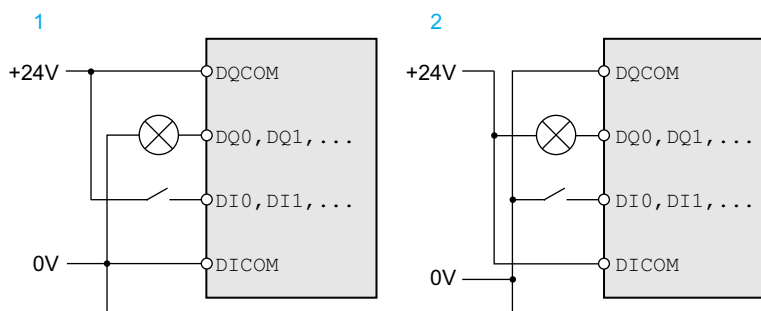 1
+24V
DQCOM
DQ0,DQ1,...
DI0,DI1,...
0V
DICOM
2
+24V
DQCOM
DQ0,DQ1,...
DI0,DI1,...
DICOM
0V